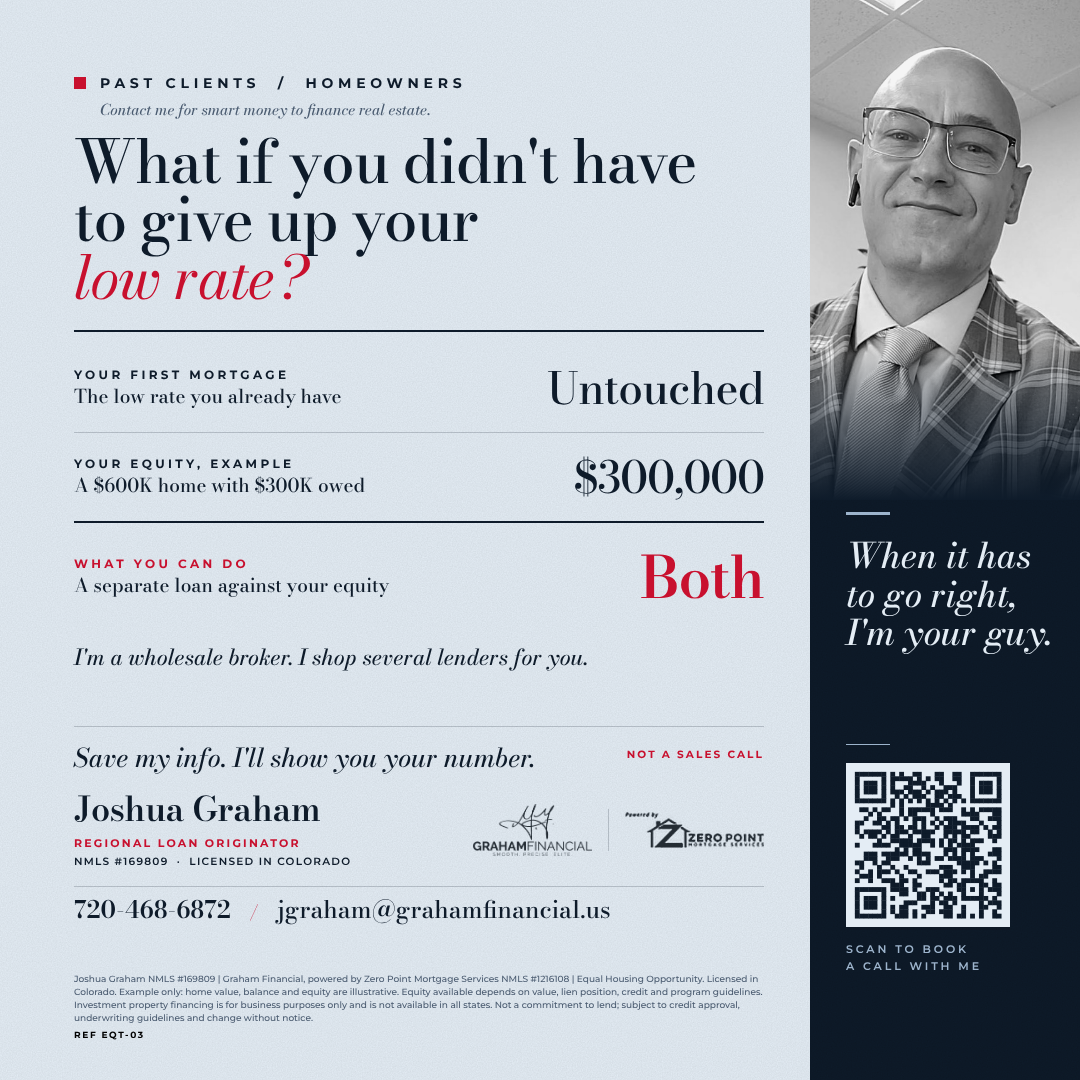 PAST CLIENTS / HOMEOWNERS
Contact me for smart money to finance real estate.
What if you didn't have
to give up your
low rate?
YOUR FIRST MORTGAGE
The low rate you already have
Untouched
YOUR EQUITY, EXAMPLE
A $600K home with $300K owed
$300,000
WHAT YOU CAN DO
A separate loan against your equity
Both
I'm a wholesale broker. I shop several lenders for you.
Save my info. I'll show you your number.
NOT A SALES CALL
Joshua Graham
REGIONAL LOAN ORIGINATOR
NMLS #169809 · LICENSED IN COLORADO
GRAHAMFINANCIAL
SMOOTH. PRECISE. ELITE.
Powered by
ZERO POINT
MORTGAGE SERVICES
720-468-6872 / jgraham@grahamfinancial.us
Joshua Graham NMLS #169809 | Graham Financial, powered by Zero Point Mortgage Services NMLS #1216108 | Equal Housing Opportunity. Licensed in
Colorado. Example only: home value, balance and equity are illustrative. Equity available depends on value, lien position, credit and program guidelines.
Investment property financing is for business purposes only and is not available in all states. Not a commitment to lend; subject to credit approval,
underwriting guidelines and change without notice.
REF EQT-03
When it has
to go right,
I'm your guy.
SCAN TO BOOK
A CALL WITH ME